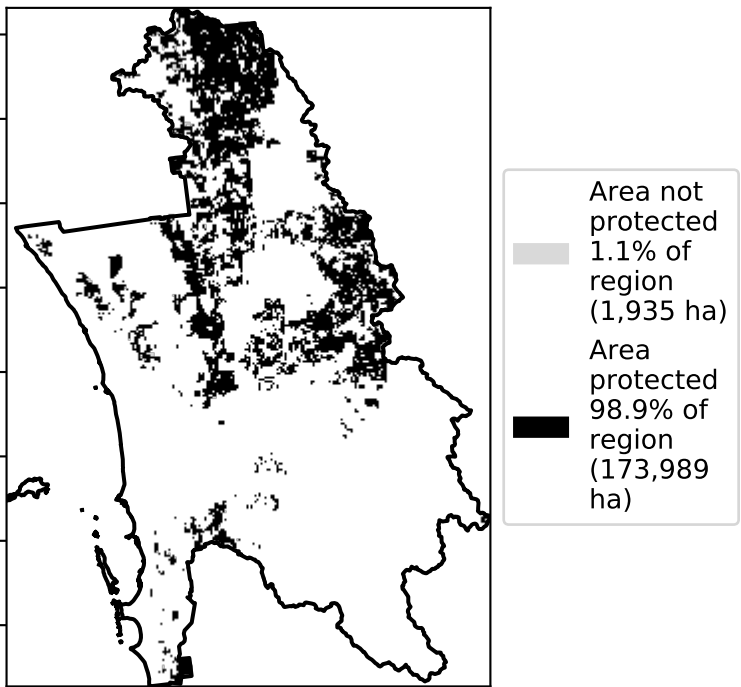 Area not
protected
1.1% of
region
(1,935 ha)
Area
protected
98.9% of
region
(173,989
ha)